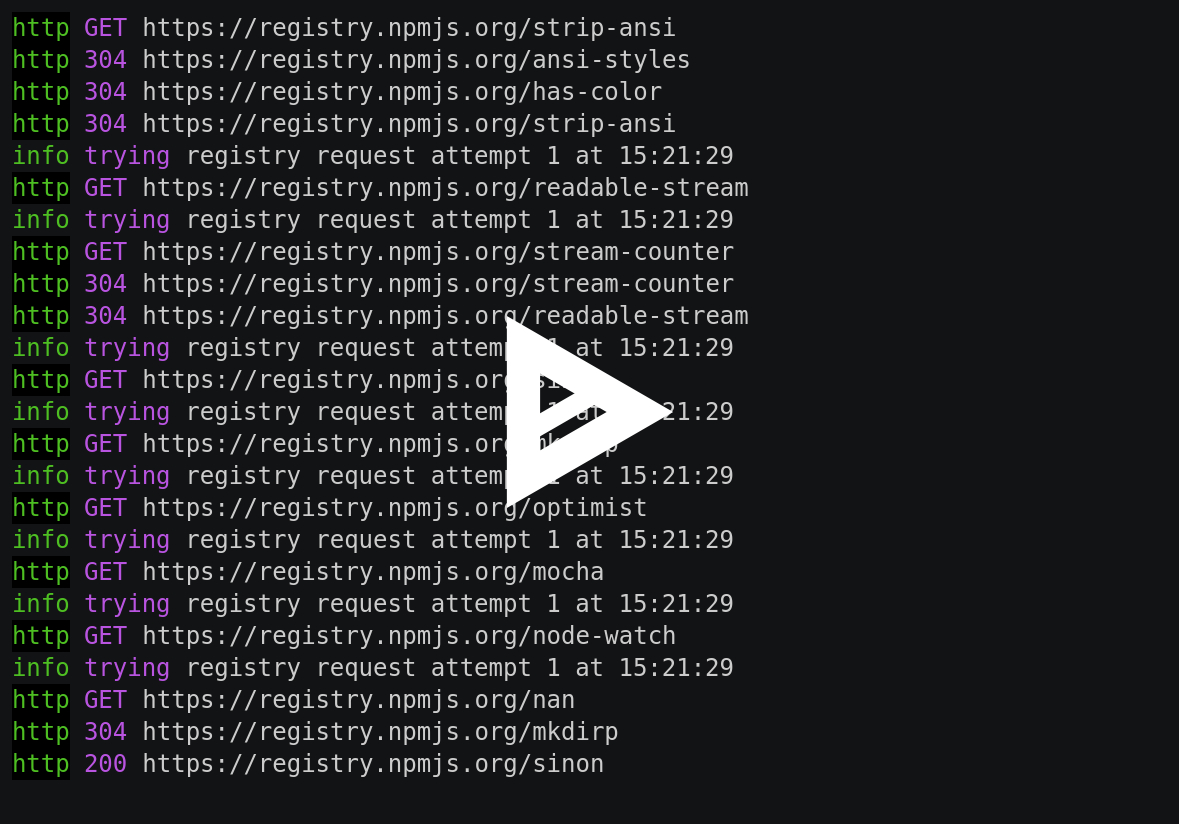 http GET https://registry.npmjs.org/strip-ansi
http 304 https://registry.npmjs.org/ansi-styles
http 304 https://registry.npmjs.org/has-color
http 304 https://registry.npmjs.org/strip-ansi
info trying registry request attempt 1 at 15:21:29
http GET https://registry.npmjs.org/readable-stream
info trying registry request attempt 1 at 15:21:29
http GET https://registry.npmjs.org/stream-counter
http 304 https://registry.npmjs.org/stream-counter
http 304 https://registry.npmjs.org/readable-stream
info trying registry request attempt 1 at 15:21:29
http GET https://registry.npmjs.org/sinon
info trying registry request attempt 1 at 15:21:29
http GET https://registry.npmjs.org/mkdirp
info trying registry request attempt 1 at 15:21:29
http GET https://registry.npmjs.org/optimist
info trying registry request attempt 1 at 15:21:29
http GET https://registry.npmjs.org/mocha
info trying registry request attempt 1 at 15:21:29
http GET https://registry.npmjs.org/node-watch
info trying registry request attempt 1 at 15:21:29
http GET https://registry.npmjs.org/nan
http 304 https://registry.npmjs.org/mkdirp
http 200 https://registry.npmjs.org/sinon